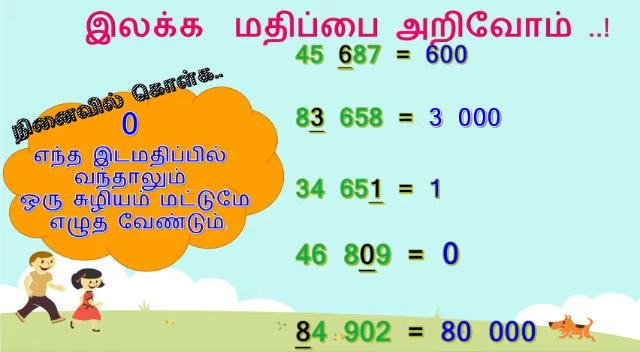 இலக்க மதிப்பை அறிவோம் ..!
நினைவில் கொள்க..
0
எந்த இடமதிப்பில்
வந்தாலும்
ஒரு சுழியம் மட்டுமே
எழுத வேண்டும்.
45 687 = 600
83 658 = 3 000
34 651 = 1
46 809 = 0
84 902 = 80 000